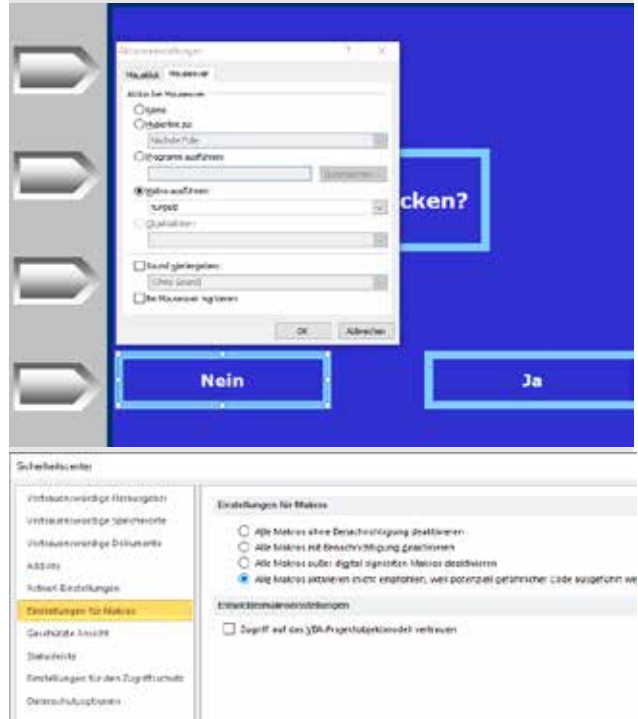 Aktionseinstellungen
Mausklick Mouseover
Aktion bei Mouseover
Keine
Hyperlink zu:
Nächste Folie
Programm ausführen:
Durchsuchen...
Makro ausführen:
Objektaktion:
Sound wiedergeben:
[Ohne Sound]
Bei Mouseover markieren
OK Abbrechen
cken?
Nein
Ja
Sicherheitscenter
Vertrauenswürdige Herausgeber
Vertrauenswürdige Speicherorte
Vertrauenswürdige Dokumente
Add-Ins
ActiveX-Einstellungen
Einstellungen für Makros
Geschützte Ansicht
Statusleiste
Einstellungen für den Zugriffsschutz
Datenschutzoptionen
Einstellungen für Makros
Alle Makros ohne Benachrichtigung deaktivieren
Alle Makros mit Benachrichtigung deaktivieren
Alle Makros außer digital signierten Makros deaktivieren
Alle Makros aktivieren (nicht empfohlen, weil potenziell gefährlicher Code ausgeführt we
Entwicklermakroeinstellungen
Zugriff auf das VBA-Projektobjektmodell vertrauen